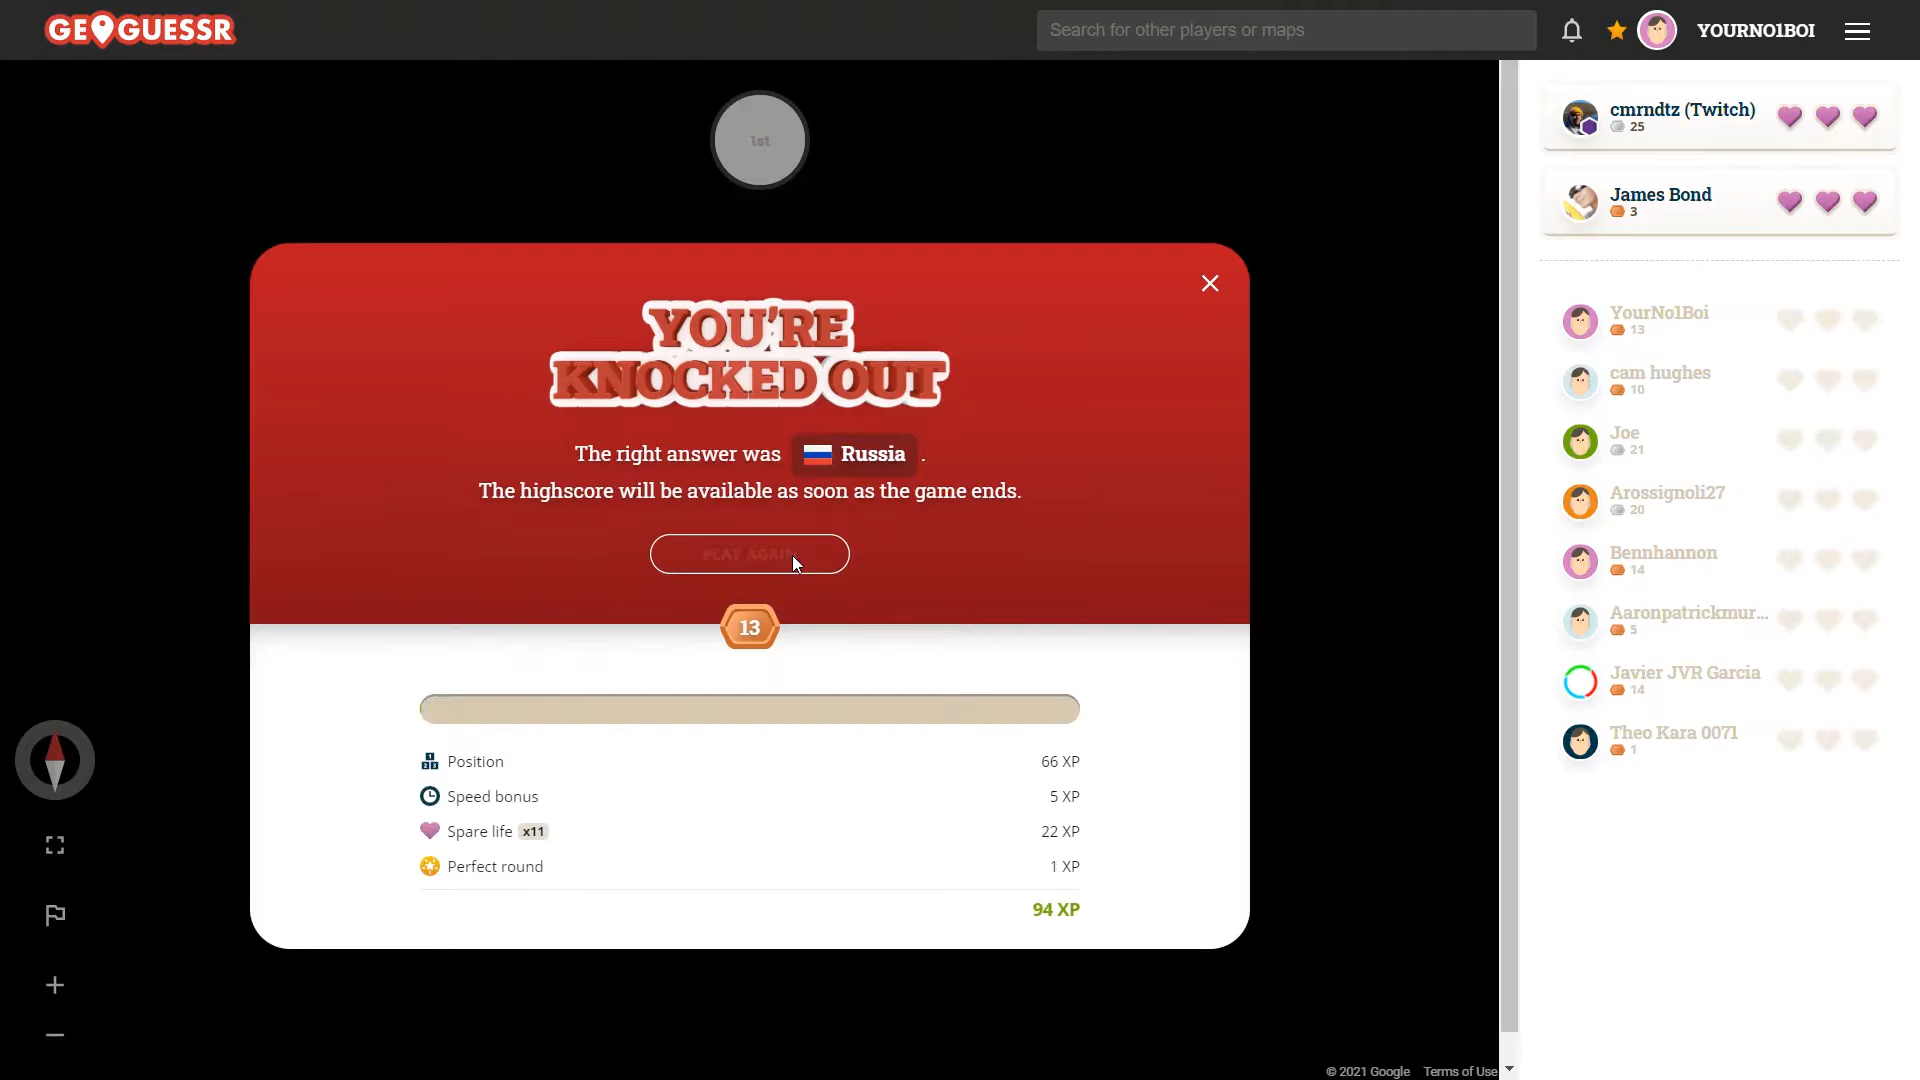 GEOGUESSR
Search for other players or maps
YOURNO1BOI
1st
cmrndtz (Twitch)
25
James Bond
3
YourNo1Boi
13
cam hughes
10
Joe
21
Arossignoli27
20
Bennhannon
14
Aaronpatrickmur...
5
Javier JVR Garcia
14
Theo Kara 0071
1
YOU'RE
KNOCKED OUT
The right answer was Russia .
The highscore will be available as soon as the game ends.
PLAY AGAIN
13
Position 66 XP
Speed bonus 5 XP
Spare life x11 22 XP
Perfect round 1 XP
94 XP
© 2021 Google Terms of Use